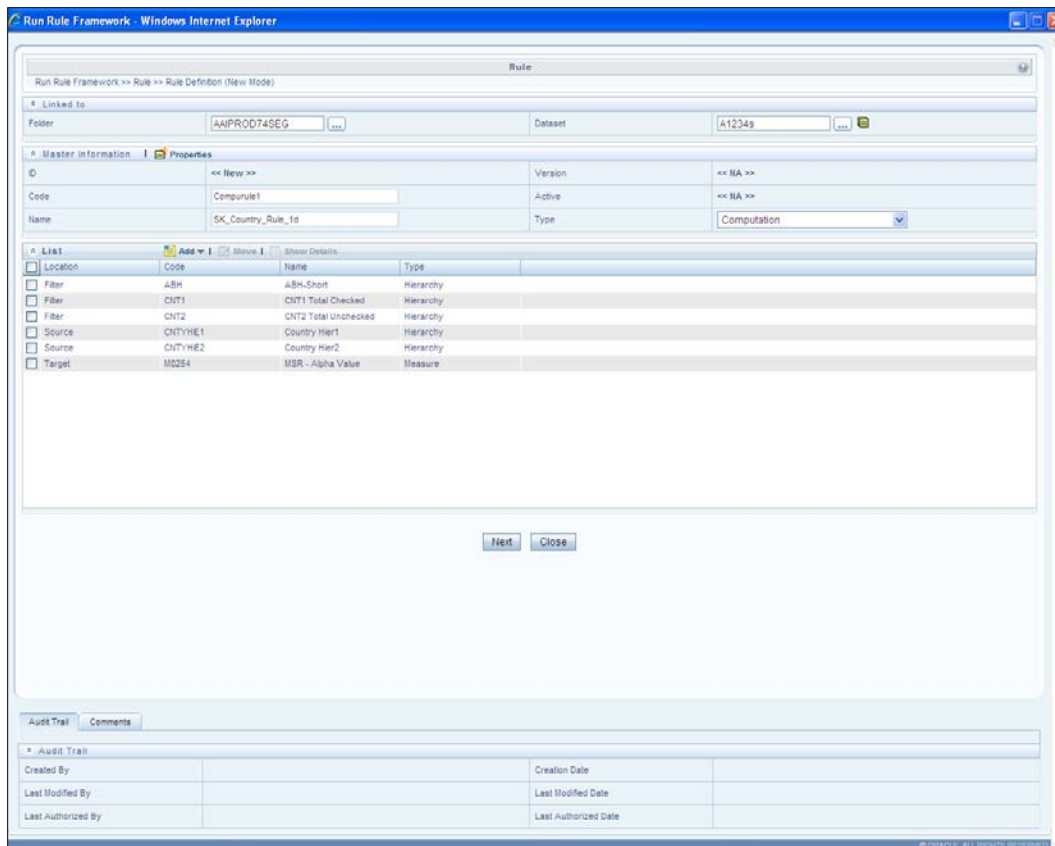 Run Rule Framework - Windows Internet Explorer
Rule
Run Rule Framework >> Rule >> Rule Definition (New Mode)
Linked to
Folder AAIPROD74SEG ... Dataset A1234s ...
Master Information | Properties
ID << New >> Version << NA >>
Code Compurule1 Active << NA >>
Name SK_Country_Rule_1d Type Computation
List Add | Move | Show Details
Location Code Name Type
Filter ABH ABH-Short Hierarchy
Filter CNT1 CNT1 Total Checked Hierarchy
Filter CNT2 CNT2 Total Unchecked Hierarchy
Source CNTYHIE1 Country Hier1 Hierarchy
Source CNTYHIE2 Country Hier2 Hierarchy
Target M0254 MSR - Alpha Value Measure
Next Close
Audit Trail Comments
Audit Trail
Created By Creation Date
Last Modified By Last Modified Date
Last Authorized By Last Authorized Date
© ORACLE. ALL RIGHTS RESERVED